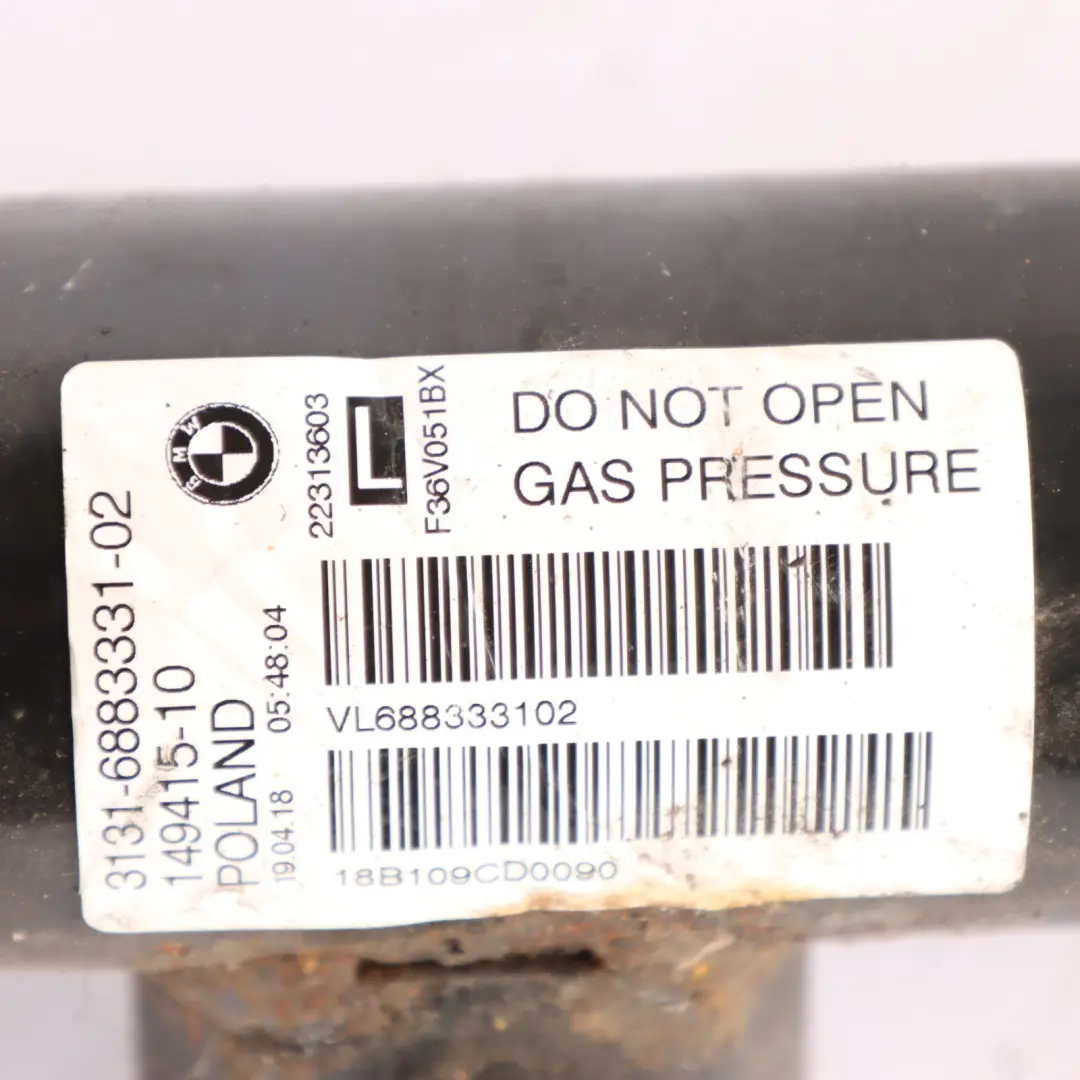 DO NOT OPEN
GAS PRESSURE
BMW
22313603
L
F36V051BX
3131-6883331-02
149415-10
POLAND
19.04.18 05:48:04
VL688333102
18B109CD0090